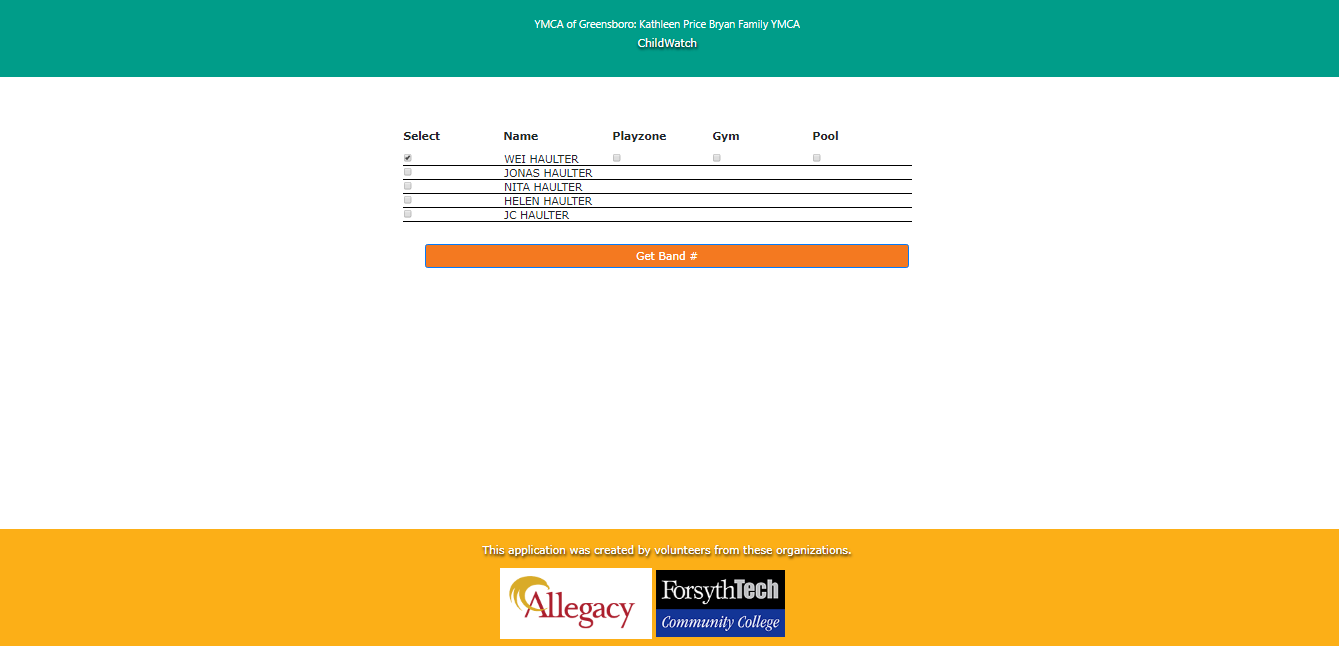 YMCA of Greensboro: Kathleen Price Bryan Family YMCA
ChildWatch
Select Name Playzone Gym Pool
WEI HAULTER
JONAS HAULTER
NITA HAULTER
HELEN HAULTER
JC HAULTER
Get Band #
This application was created by volunteers from these organizations.
Allegacy
ForsythTech
Community College